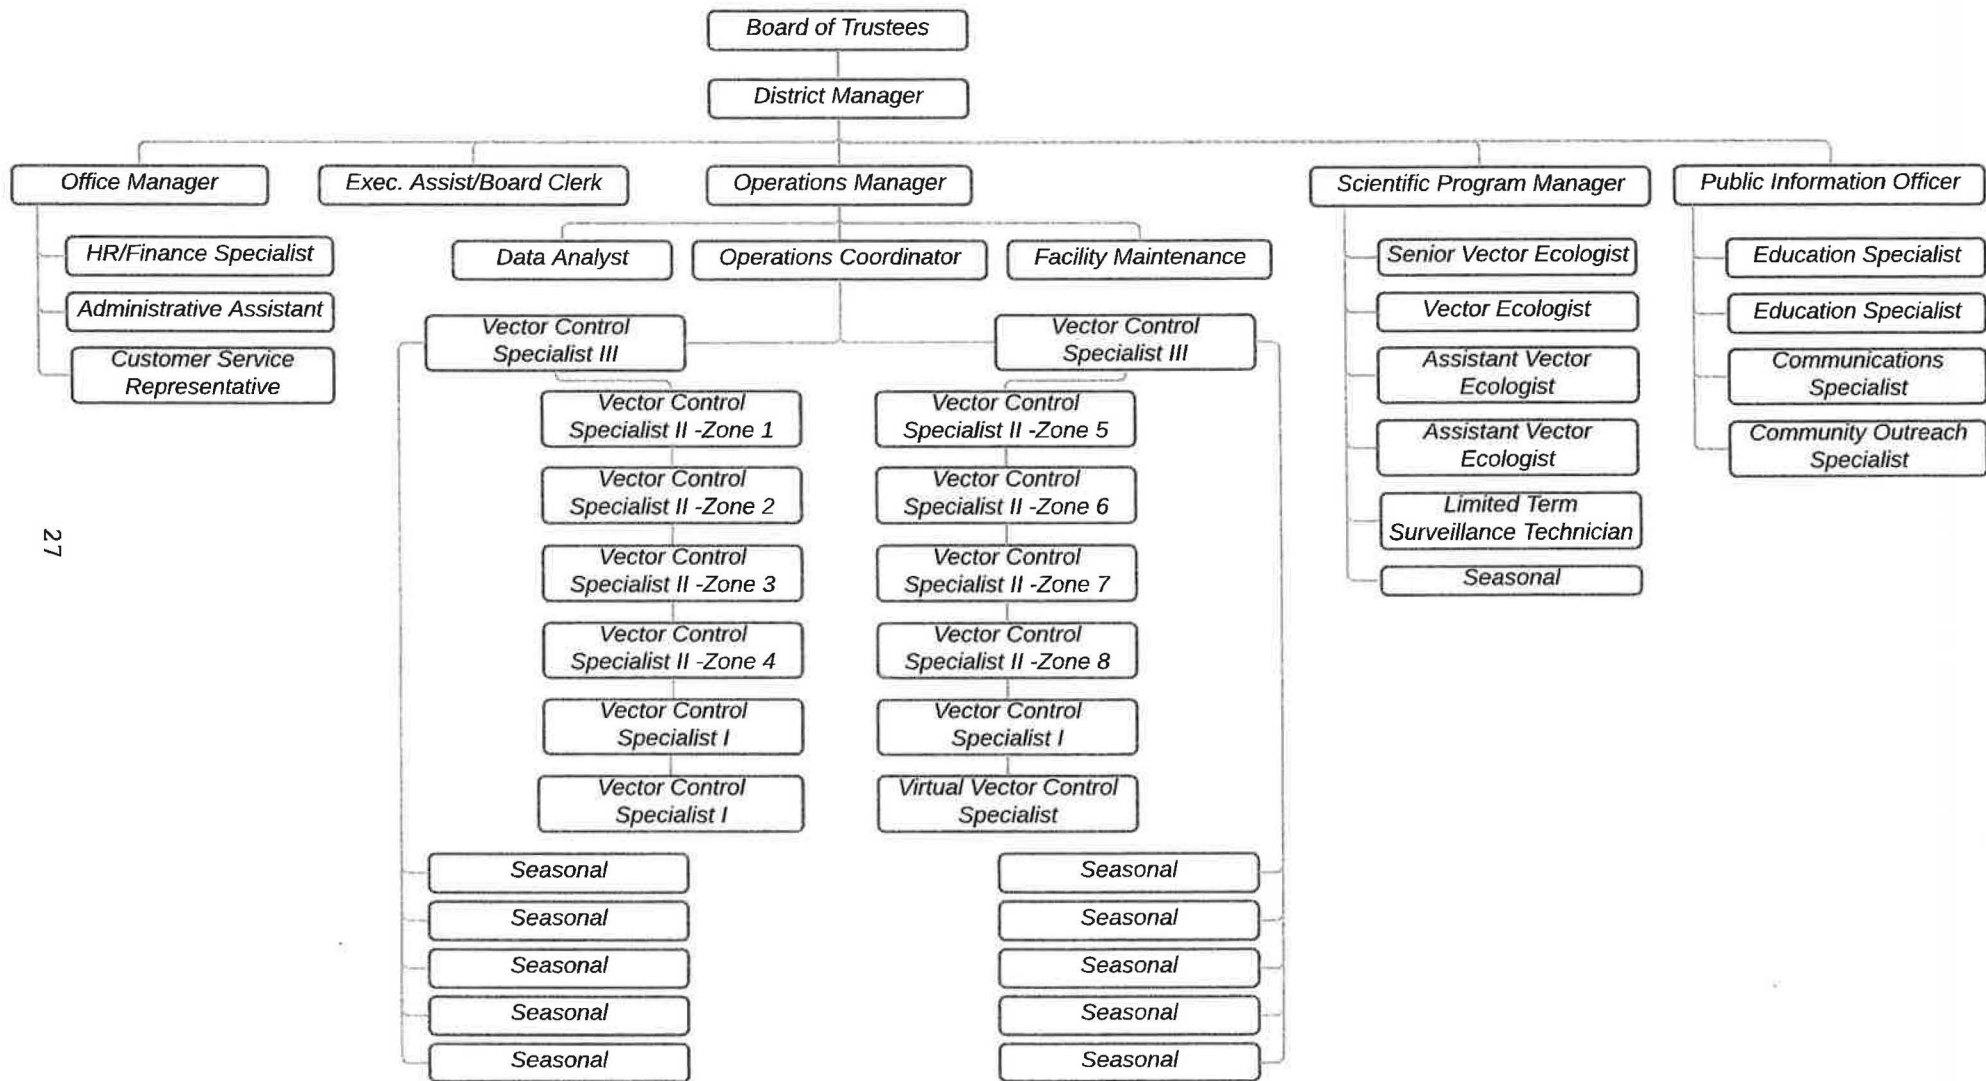 Board of Trustees
District Manager
Office Manager
Exec. Assist/Board Clerk
Operations Manager
Scientific Program Manager
Public Information Officer
HR/Finance Specialist
Administrative Assistant
Customer Service
Representative
Data Analyst
Operations Coordinator
Facility Maintenance
Vector Control
Specialist III
Vector Control
Specialist II -Zone 1
Vector Control
Specialist II -Zone 2
Vector Control
Specialist II -Zone 3
Vector Control
Specialist II -Zone 4
Vector Control
Specialist I
Vector Control
Specialist I
Seasonal
Seasonal
Seasonal
Seasonal
Seasonal
Vector Control
Specialist III
Vector Control
Specialist II -Zone 5
Vector Control
Specialist II -Zone 6
Vector Control
Specialist II -Zone 7
Vector Control
Specialist II -Zone 8
Vector Control
Specialist I
Virtual Vector Control
Specialist
Seasonal
Seasonal
Seasonal
Seasonal
Seasonal
Senior Vector Ecologist
Vector Ecologist
Assistant Vector
Ecologist
Assistant Vector
Ecologist
Limited Term
Surveillance Technician
Seasonal
Education Specialist
Education Specialist
Communications
Specialist
Community Outreach
Specialist
27